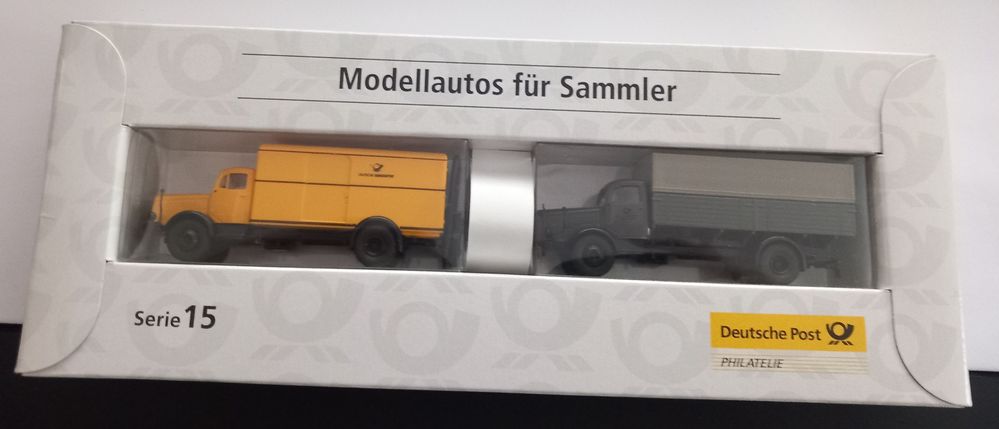 Modellautos für Sammler
Serie 15
Deutsche Post
PHILATELIE